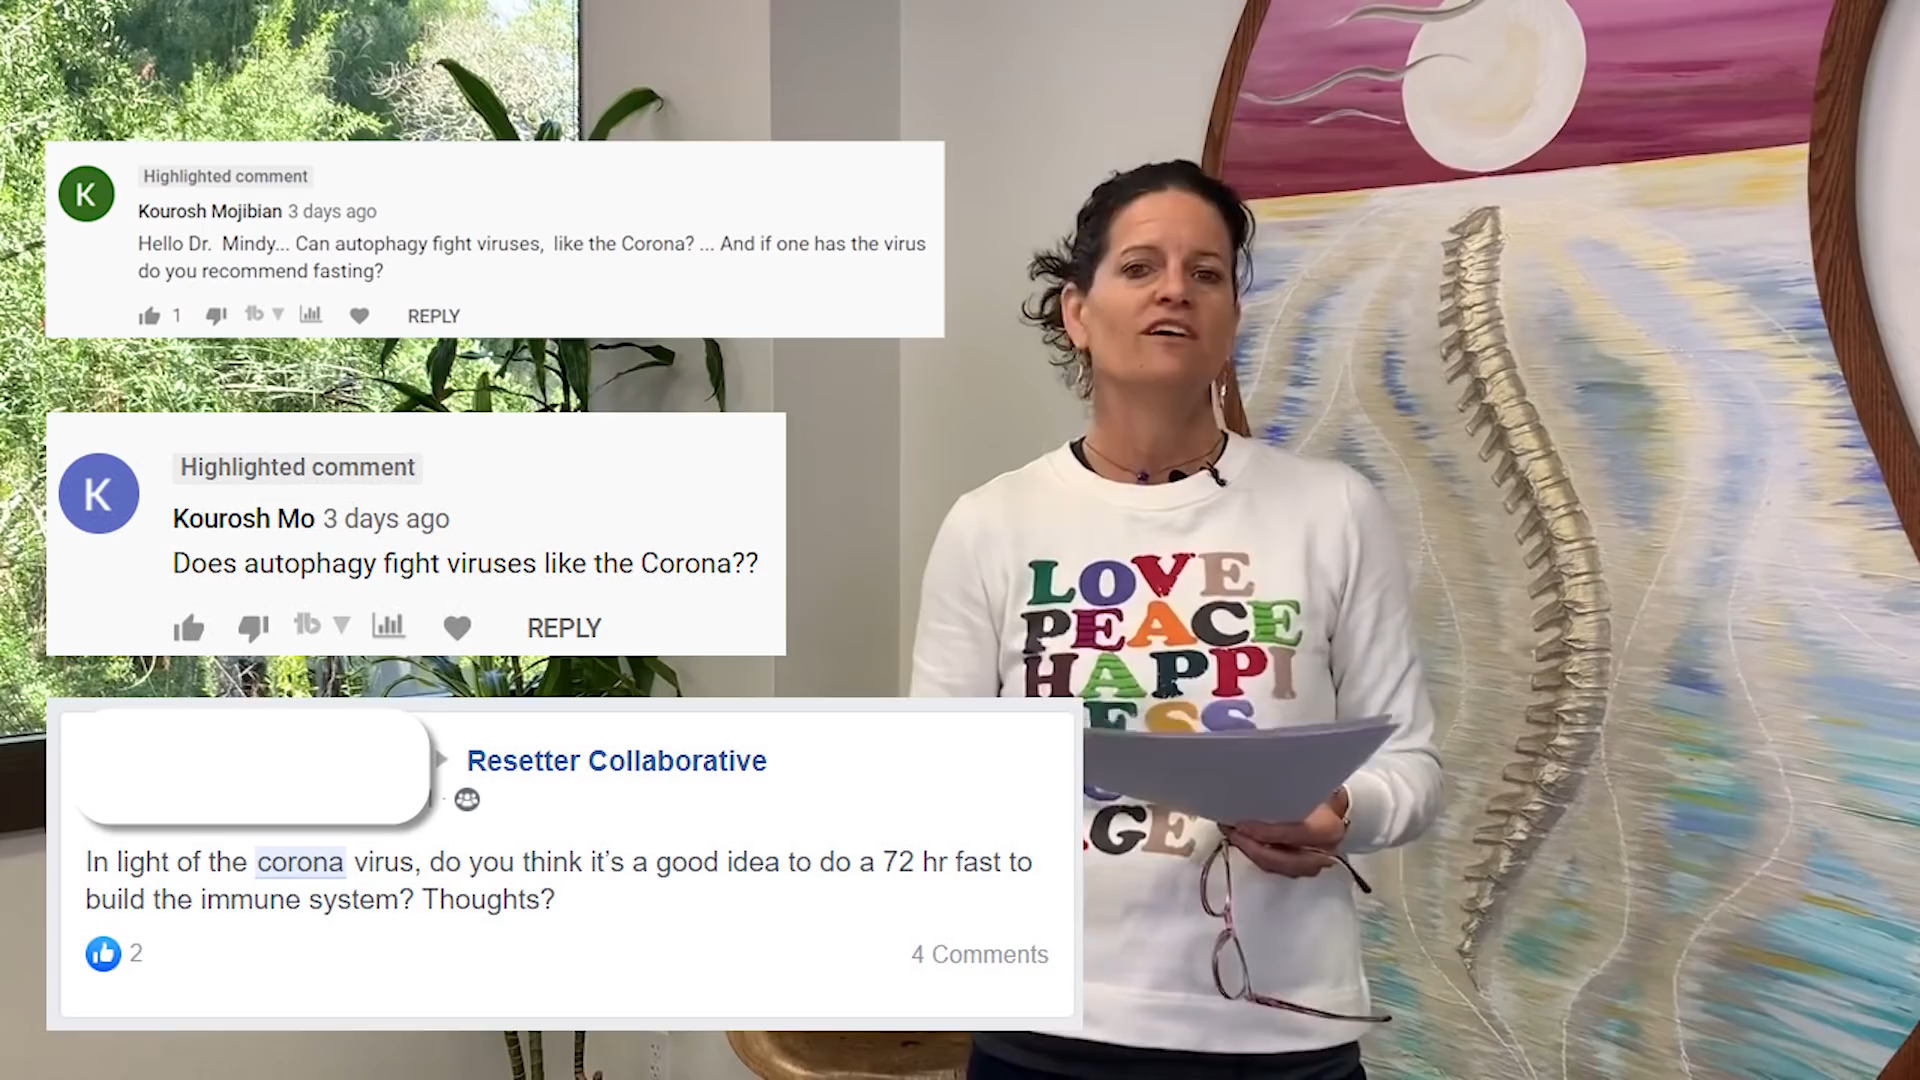 K
Highlighted comment
Kourosh Mojibian 3 days ago
Hello Dr. Mindy... Can autophagy fight viruses, like the Corona? ... And if one has the virus
do you recommend fasting?
1
REPLY
K
Highlighted comment
Kourosh Mo 3 days ago
Does autophagy fight viruses like the Corona??
REPLY
Resetter Collaborative
In light of the corona virus, do you think it's a good idea to do a 72 hr fast to
build the immune system? Thoughts?
2
4 Comments
LOVE
PEACE
HAPPI
ESS
GE